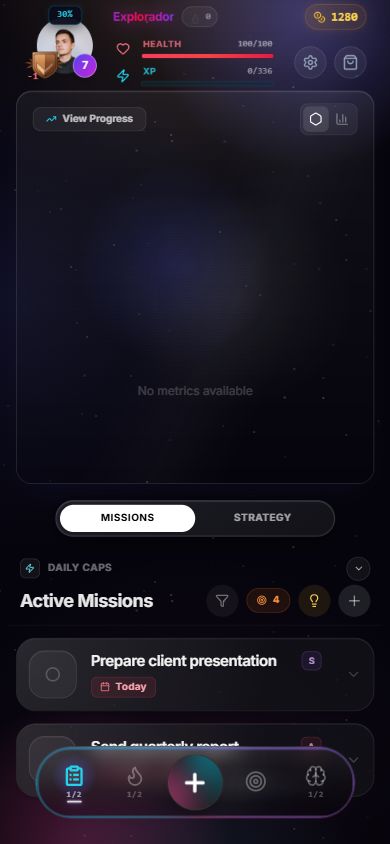 30%
Explorador
0
1280
HEALTH 100/100
-1
7
XP 0/336
View Progress
No metrics available
MISSIONS STRATEGY
DAILY CAPS
Active Missions
4
Prepare client presentation S
Today
Send quarterly report A
1/2 1/2 1/2